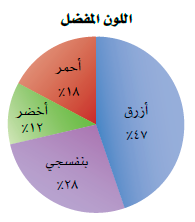 اللون المفضل
أحمر
٪١٨
أزرق
٪٤٧
أخضر
٪١٢
بنفسجي
٪٢٨